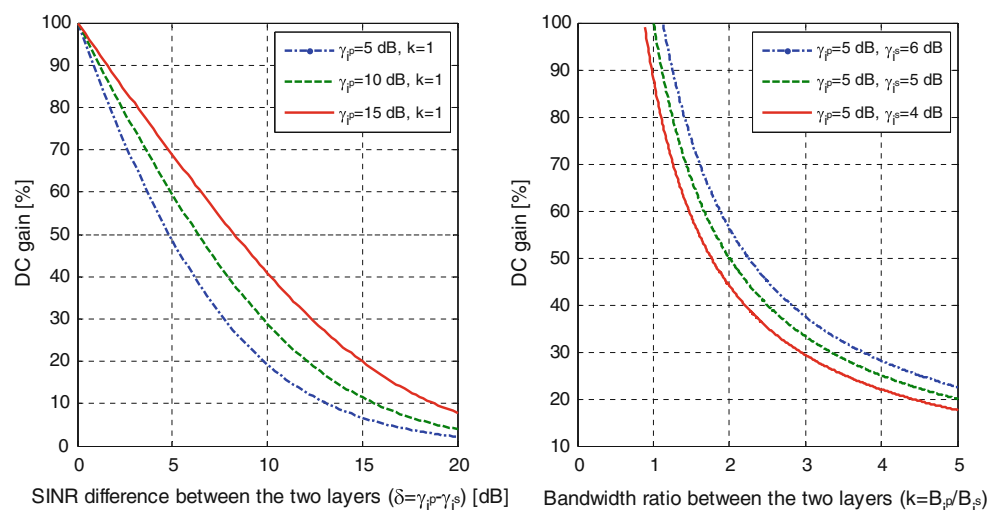 100
90
80
70
60
50
40
30
20
10
0
DC gain [%]
γiᵖ=5 dB, k=1
γiᵖ=10 dB, k=1
γiᵖ=15 dB, k=1
0 5 10 15 20
SINR difference between the two layers (δ=γiᵖ-γiˢ) [dB]
100
90
80
70
60
50
40
30
20
10
DC gain [%]
γiᵖ=5 dB, γiˢ=6 dB
γiᵖ=5 dB, γiˢ=5 dB
γiᵖ=5 dB, γiˢ=4 dB
0 1 2 3 4 5
Bandwidth ratio between the two layers (k=Biᵖ/Biˢ)